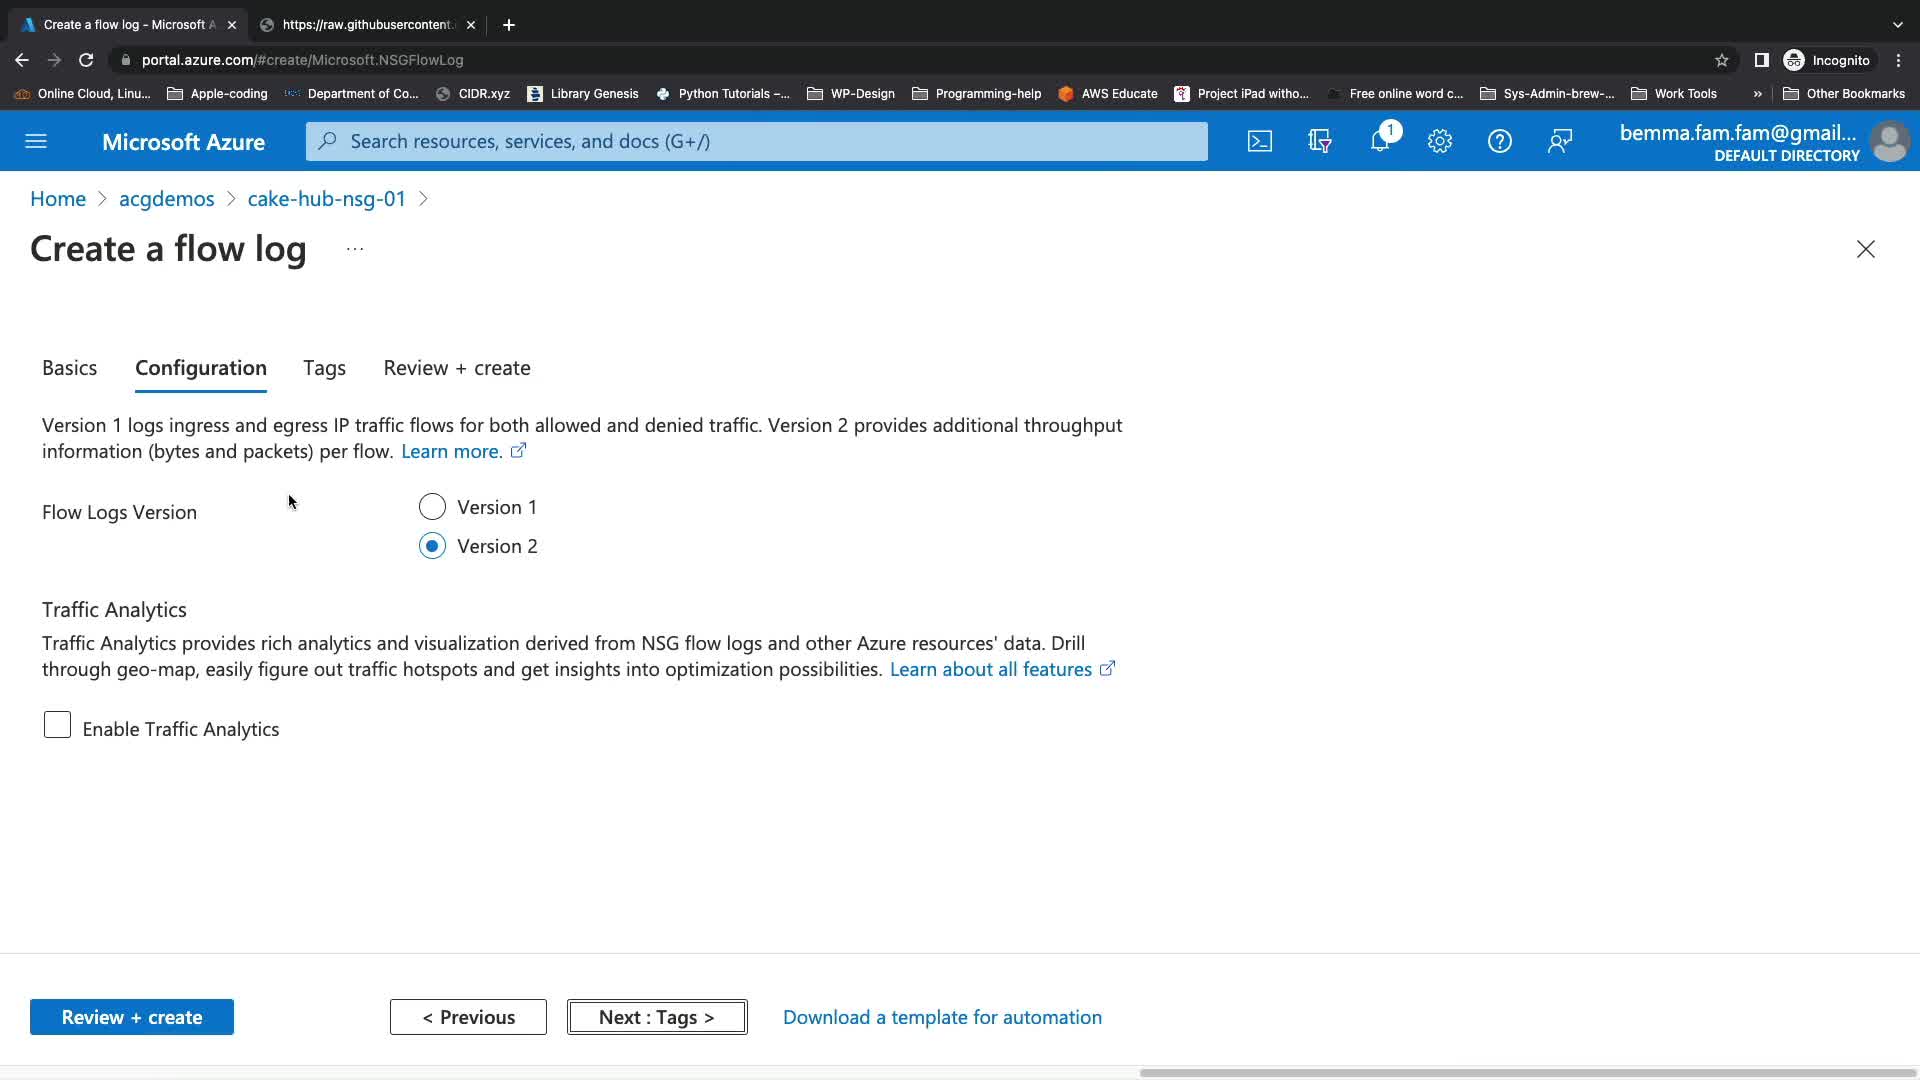 Create a flow log - Microsoft A
https://raw.githubusercontent.
portal.azure.com/#create/Microsoft.NSGFlowLog
Incognito
Online Cloud, Linu...
Apple-coding
Department of Co...
CIDR.xyz
Library Genesis
Python Tutorials –...
WP-Design
Programming-help
AWS Educate
Project iPad witho...
Free online word c...
Sys-Admin-brew-...
Work Tools
»
Other Bookmarks
Microsoft Azure
Search resources, services, and docs (G+/)
1
bemma.fam.fam@gmail...
DEFAULT DIRECTORY
Home > acgdemos > cake-hub-nsg-01 >
Create a flow log ...
Basics
Configuration
Tags
Review + create
Version 1 logs ingress and egress IP traffic flows for both allowed and denied traffic. Version 2 provides additional throughput
information (bytes and packets) per flow. Learn more.
Flow Logs Version
Version 1
Version 2
Traffic Analytics
Traffic Analytics provides rich analytics and visualization derived from NSG flow logs and other Azure resources' data. Drill
through geo-map, easily figure out traffic hotspots and get insights into optimization possibilities. Learn about all features
Enable Traffic Analytics
Review + create
< Previous
Next : Tags >
Download a template for automation